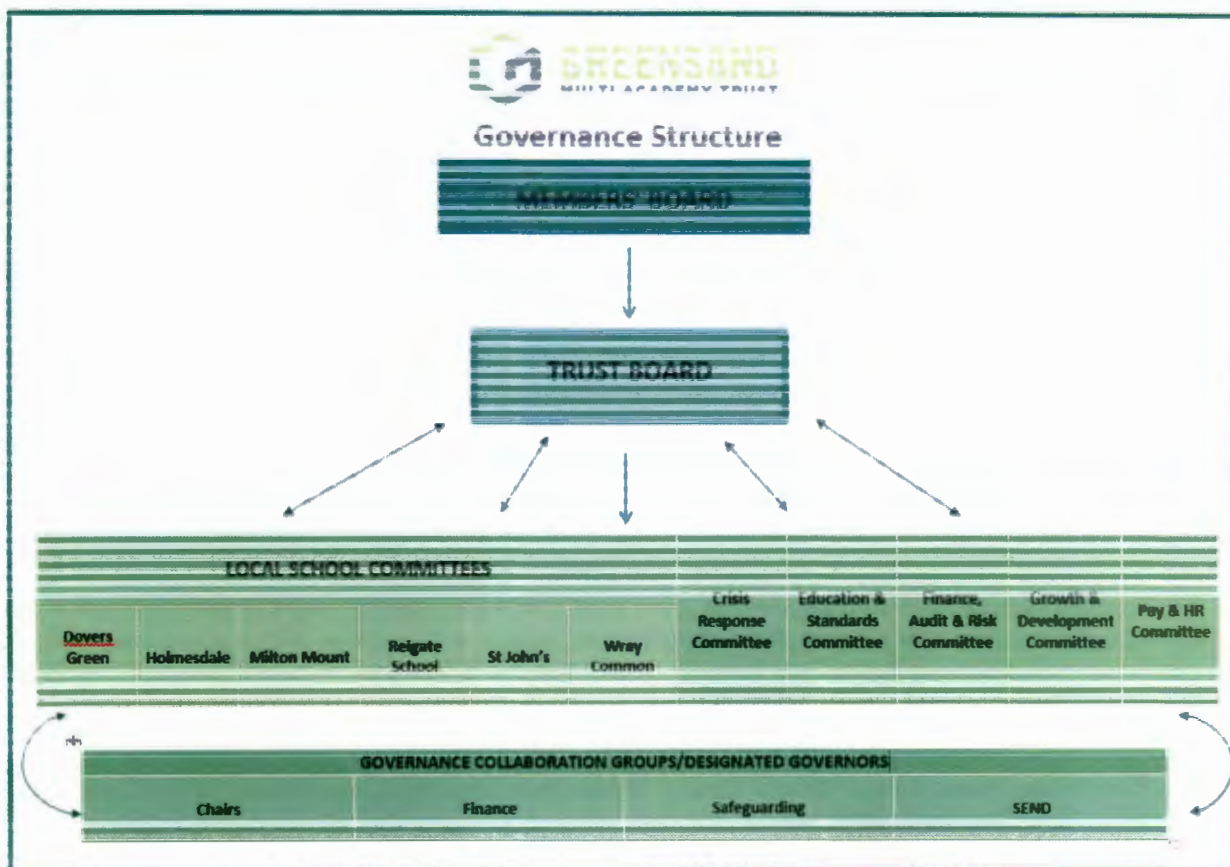 GREENSAND
MULTI ACADEMY TRUST
Governance Structure
MEMBERS' BOARD
TRUST BOARD
LOCAL SCHOOL COMMITTEES
Dovers
Green
Holmesdale
Milton Mount
Reigate
School
St John's
Wray
Common
Crisis
Response
Committee
Education &
Standards
Committee
Finance,
Audit & Risk
Committee
Growth &
Development
Committee
Pay & HR
Committee
GOVERNANCE COLLABORATION GROUPS/DESIGNATED GOVERNORS
Chairs
Finance
Safeguarding
SEND